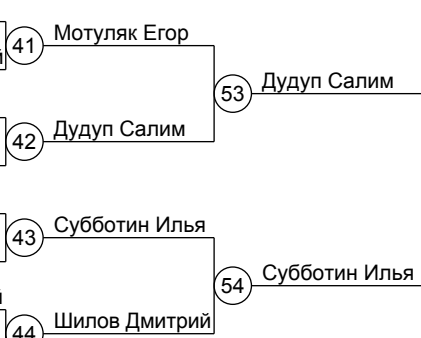 41
Мотуляк Егор
й
53
Дудуп Салим
42
Дудуп Салим
43
Субботин Илья
54
Субботин Илья
й
44
Шилов Дмитрий